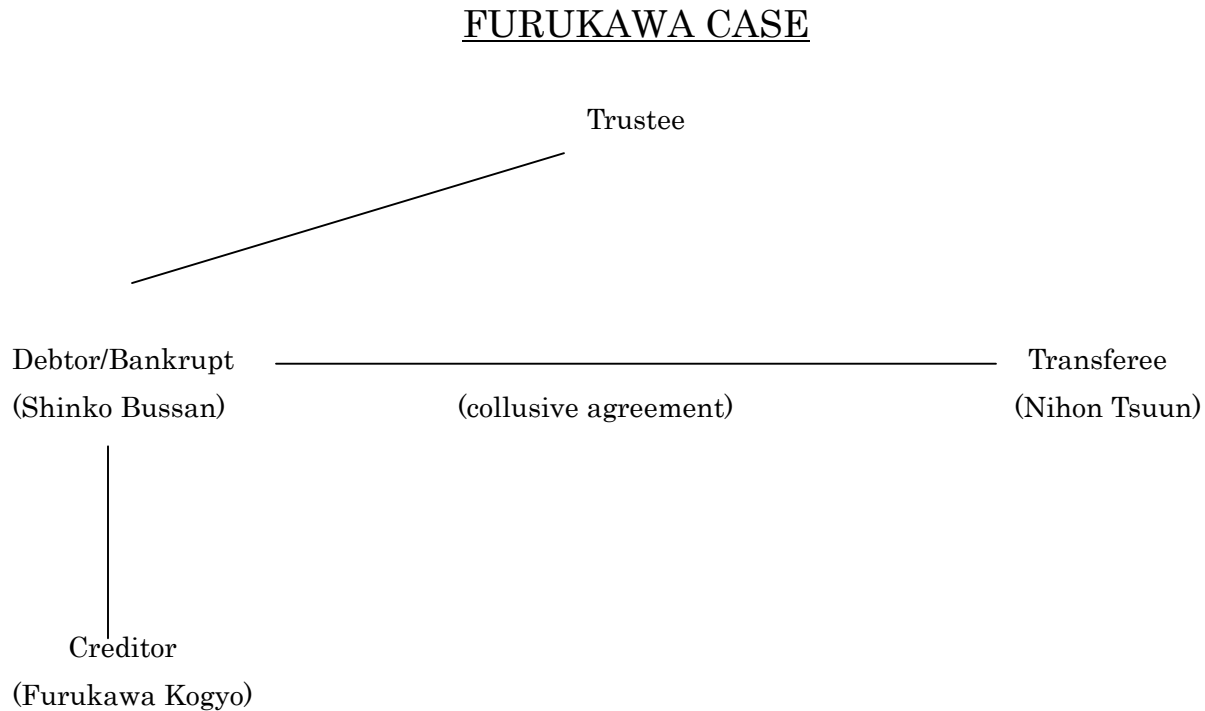 FURUKAWA CASE
Trustee
Debtor/Bankrupt Transferee
(Shinko Bussan) (collusive agreement) (Nihon Tsuun)
Creditor
(Furukawa Kogyo)